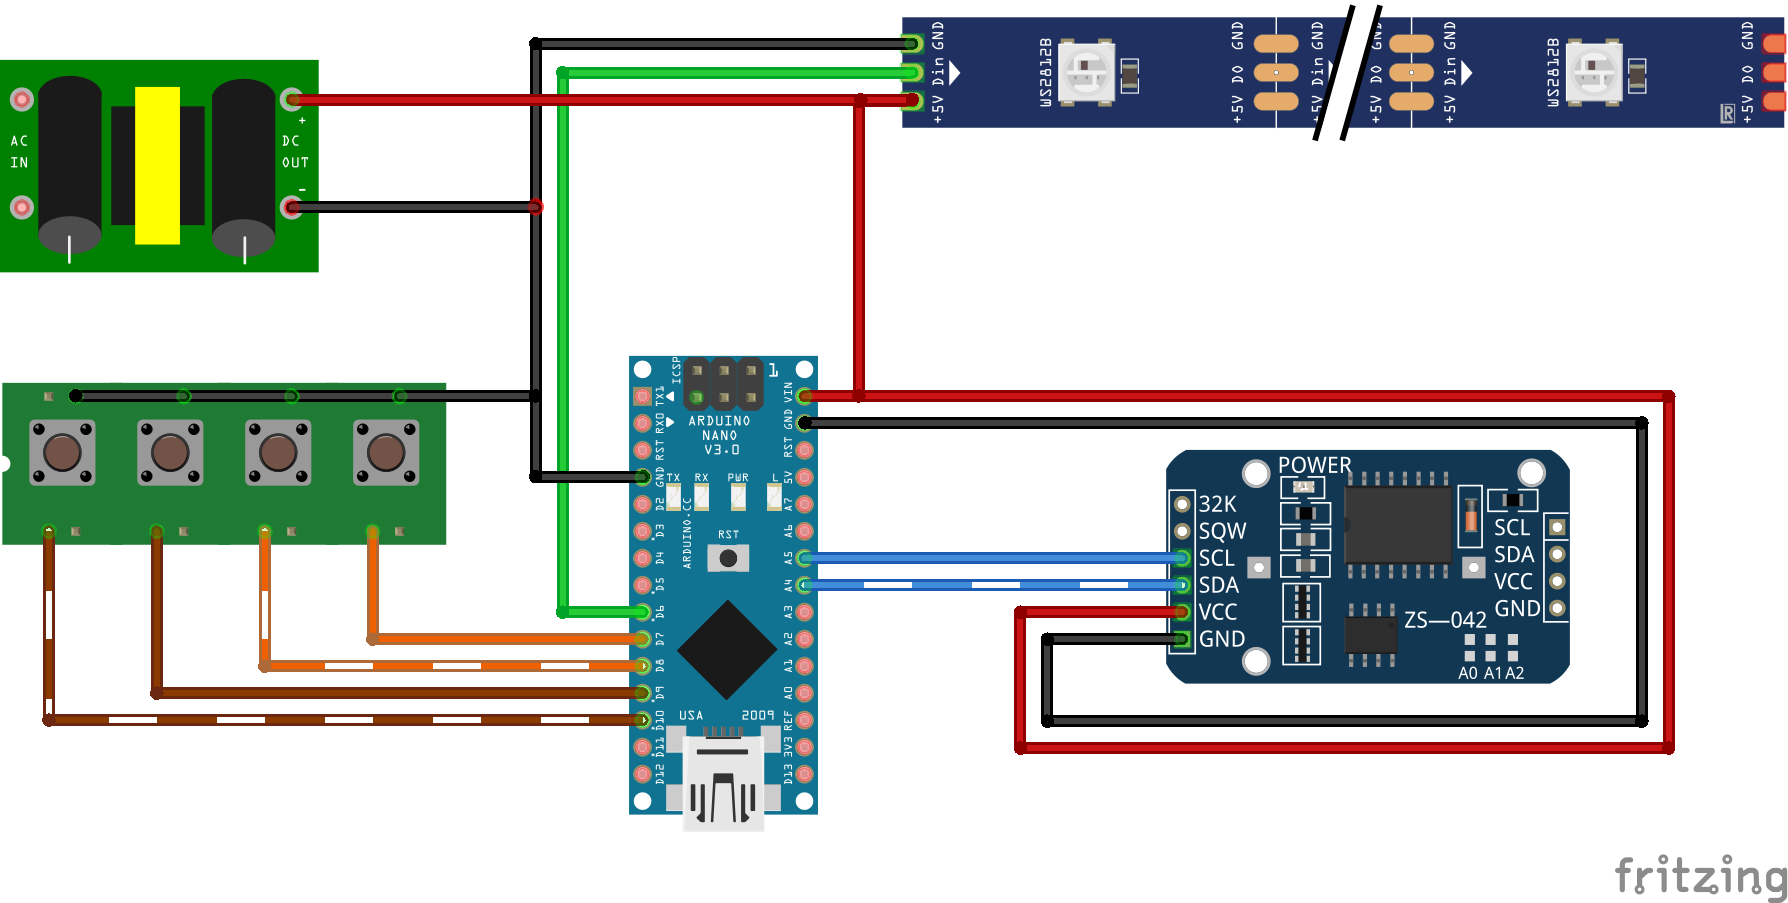 AC
IN
+
DC
OUT
-
GND
Din
+5V
WS2812B
GND
DO
+5V
GND
Din
+5V
GND
DO
+5V
GND
Din
+5V
WS2812B
GND
DO
+5V
ICSP
1
ARDUINO
NANO
V3.0
TX1
RX0
RST
GND
D2
D3
D4
D5
D6
D7
D8
D9
D10
D11
D12
VIN
GND
RST
5V
A7
A6
A5
A4
A3
A2
A1
A0
REF
3V3
D13
TX RX PWR L
ARDUINO.CC
RST
USA 2009
POWER
32K
SQW
SCL
SDA
VCC
GND
SCL
SDA
VCC
GND
ZS—042
A0 A1 A2
fritzing